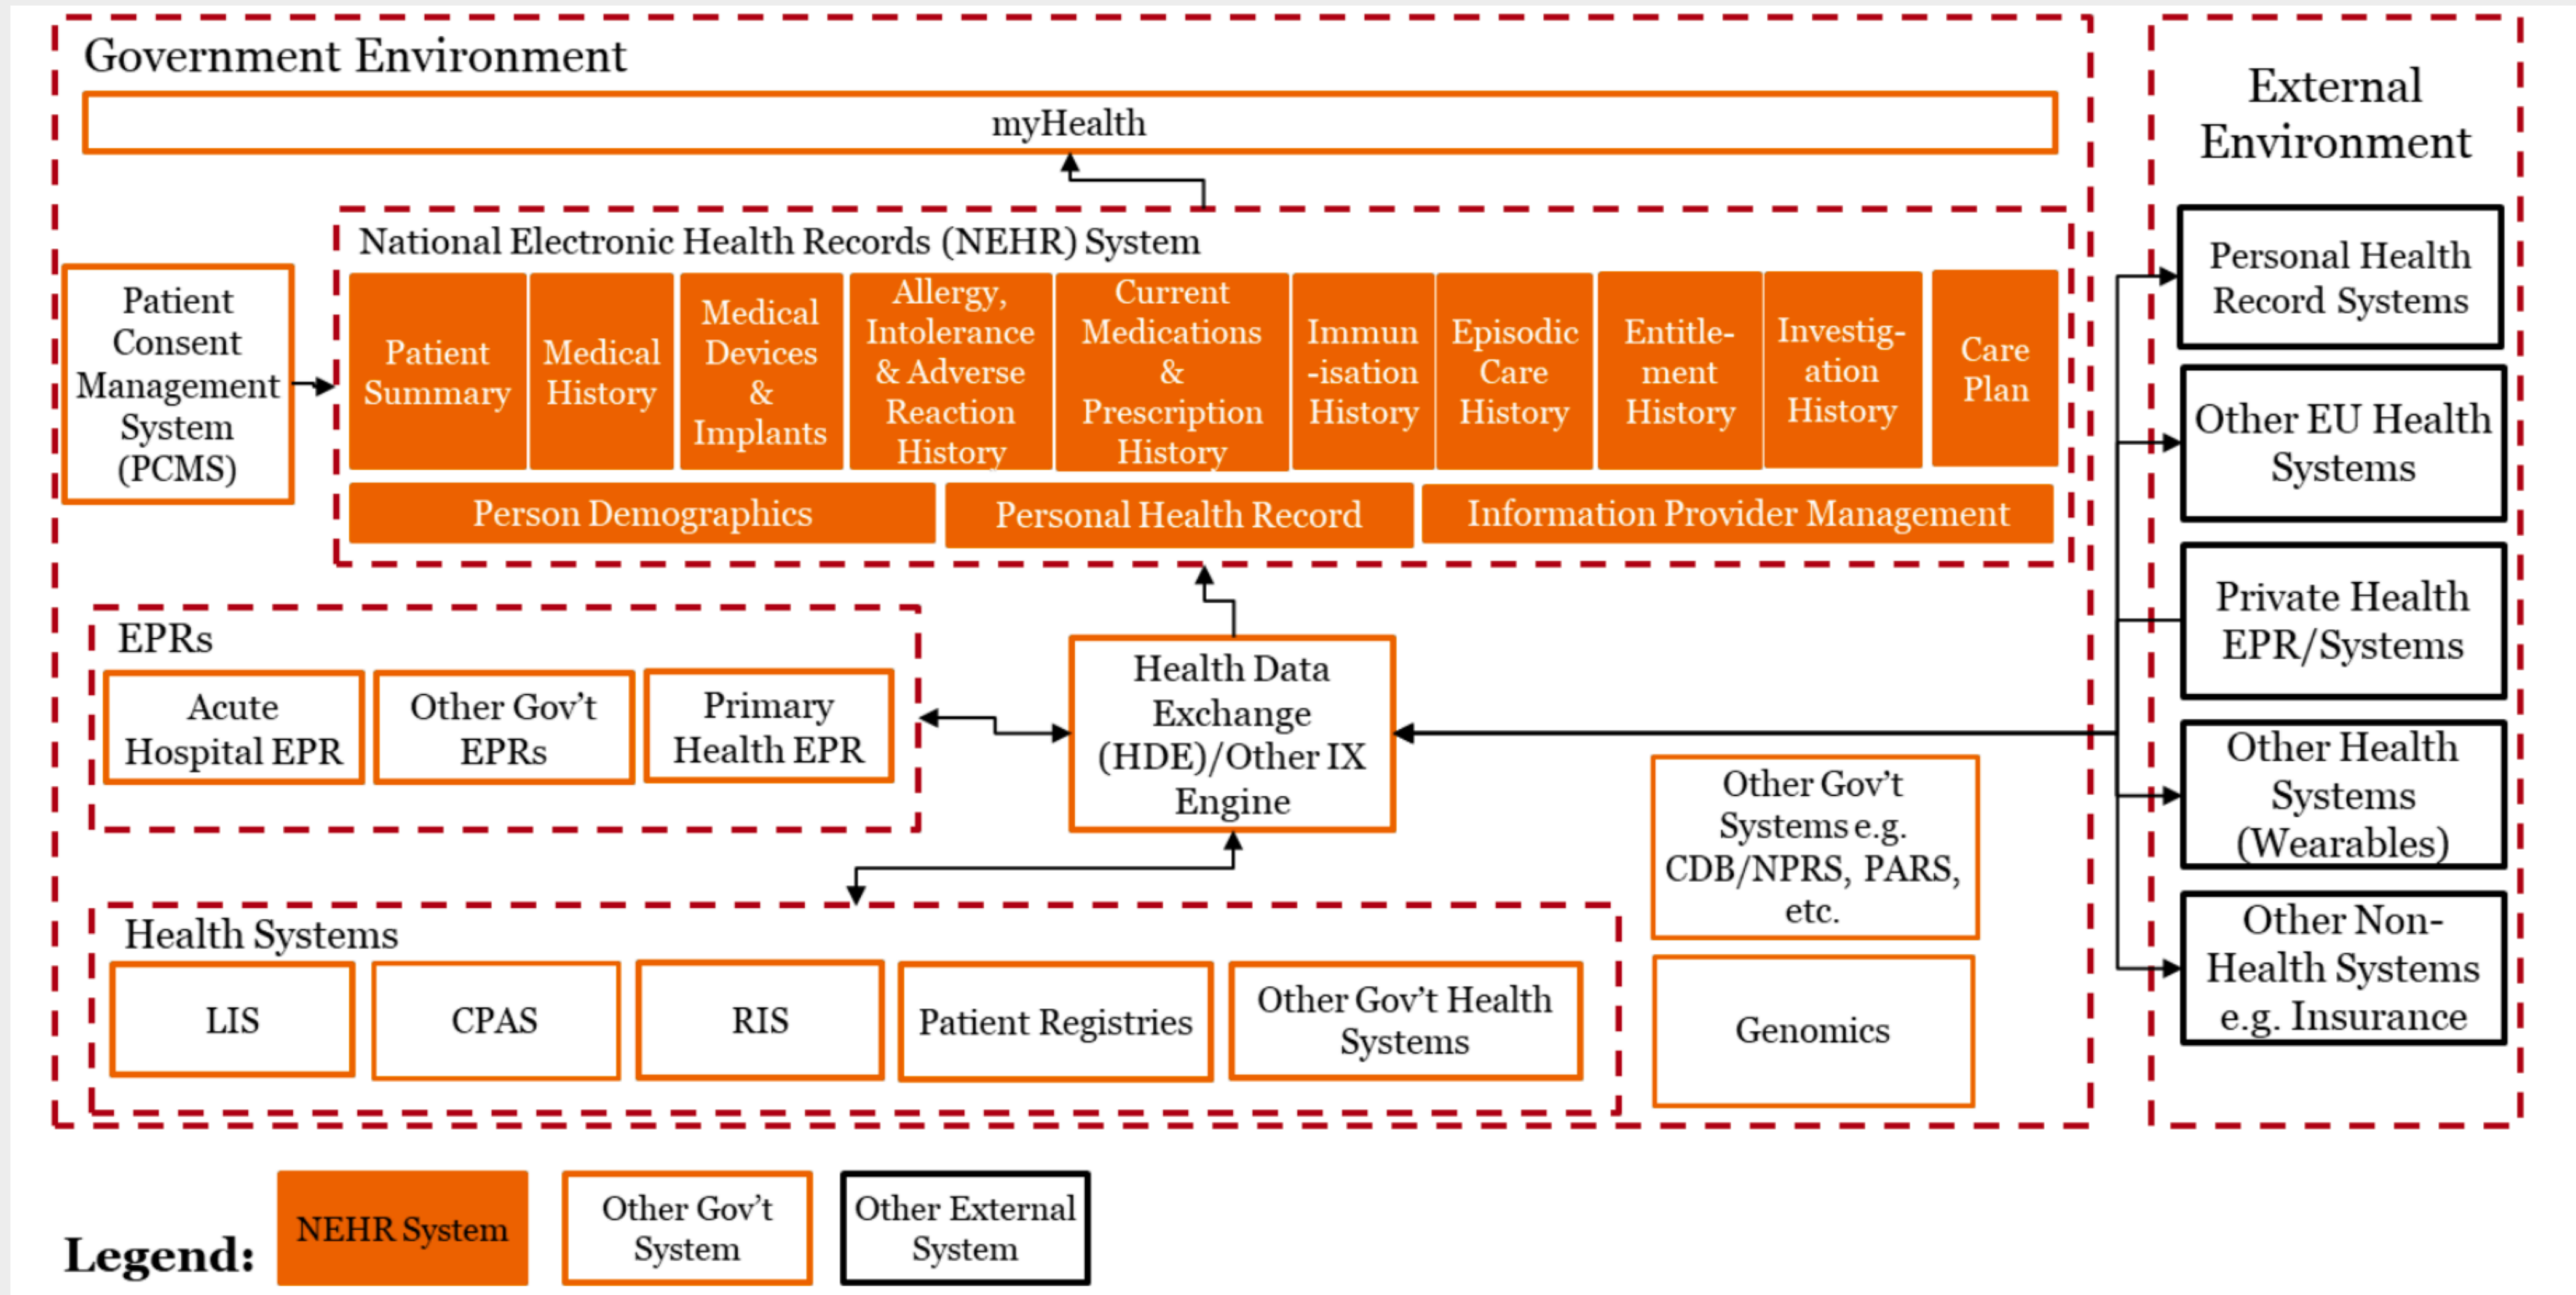 Government Environment
myHealth
National Electronic Health Records (NEHR) System
Patient
Consent
Management
System
(PCMS)
Patient
Summary
Medical
History
Medical
Devices
&
Implants
Allergy,
Intolerance
& Adverse
Reaction
History
Current
Medications
&
Prescription
History
Immun
-isation
History
Episodic
Care
History
Entitle-
ment
History
Investig-
ation
History
Care
Plan
Person Demographics
Personal Health Record
Information Provider Management
EPRs
Acute
Hospital EPR
Other Gov’t
EPRs
Primary
Health EPR
Health Data
Exchange
(HDE)/Other IX
Engine
Other Gov’t
Systems e.g.
CDB/NPRS, PARS,
etc.
Genomics
Health Systems
LIS
CPAS
RIS
Patient Registries
Other Gov’t Health
Systems
External
Environment
Personal Health
Record Systems
Other EU Health
Systems
Private Health
EPR/Systems
Other Health
Systems
(Wearables)
Other Non-
Health Systems
e.g. Insurance
Legend:
NEHR System
Other Gov’t
System
Other External
System